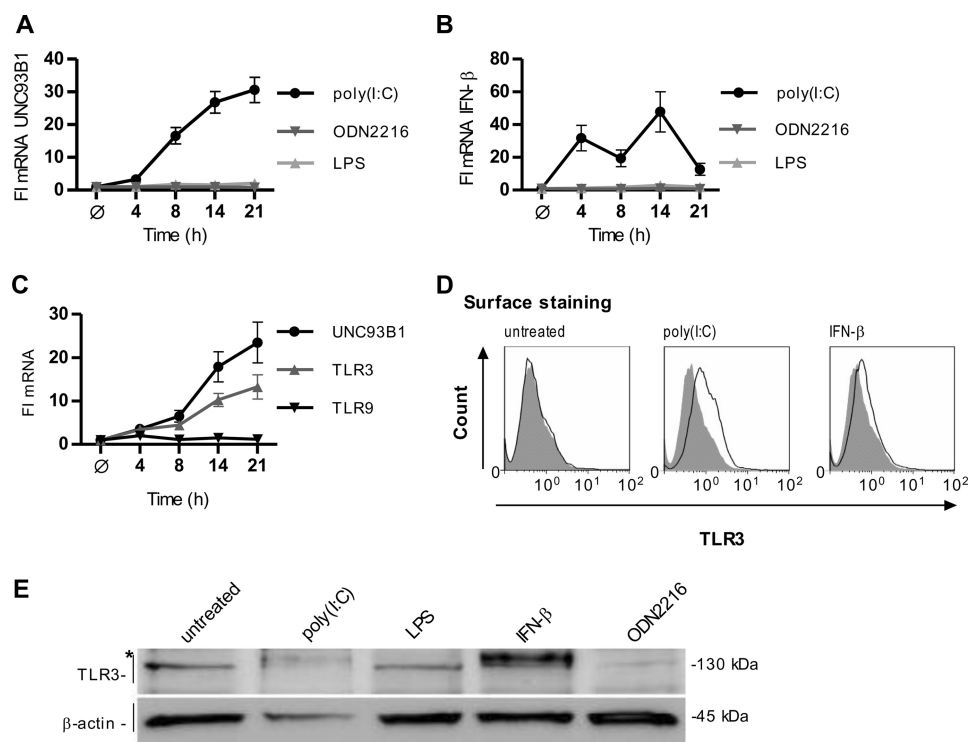 A
FI mRNA UNC93B1
40
30
20
10
0
∅ 4 8 14 21
Time (h)
poly(I:C)
ODN2216
LPS
B
FI mRNA IFN-β
80
60
40
20
0
∅ 4 8 14 21
Time (h)
poly(I:C)
ODN2216
LPS
C
FI mRNA
30
20
10
0
∅ 4 8 14 21
Time (h)
UNC93B1
TLR3
TLR9
D
Surface staining
untreated poly(I:C) IFN-β
Count
0 10⁰ 10¹ 10²
0 10⁰ 10¹ 10²
0 10⁰ 10¹ 10²
TLR3
E
untreated poly(I:C) LPS IFN-β ODN2216
*
TLR3- -130 kDa
β-actin - -45 kDa